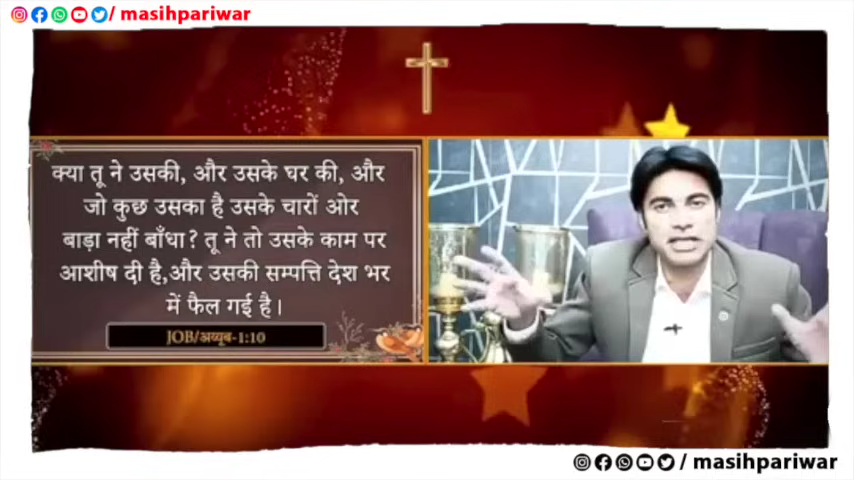 / masihpariwar
क्या तू ने उसकी, और उसके घर की, और
जो कुछ उसका है उसके चारों ओर
बाड़ा नहीं बाँधा? तू ने तो उसके काम पर
आशीष दी है,और उसकी सम्पत्ति देश भर
में फैल गई है।
JOB/अय्यूब-1:10
/ masihpariwar